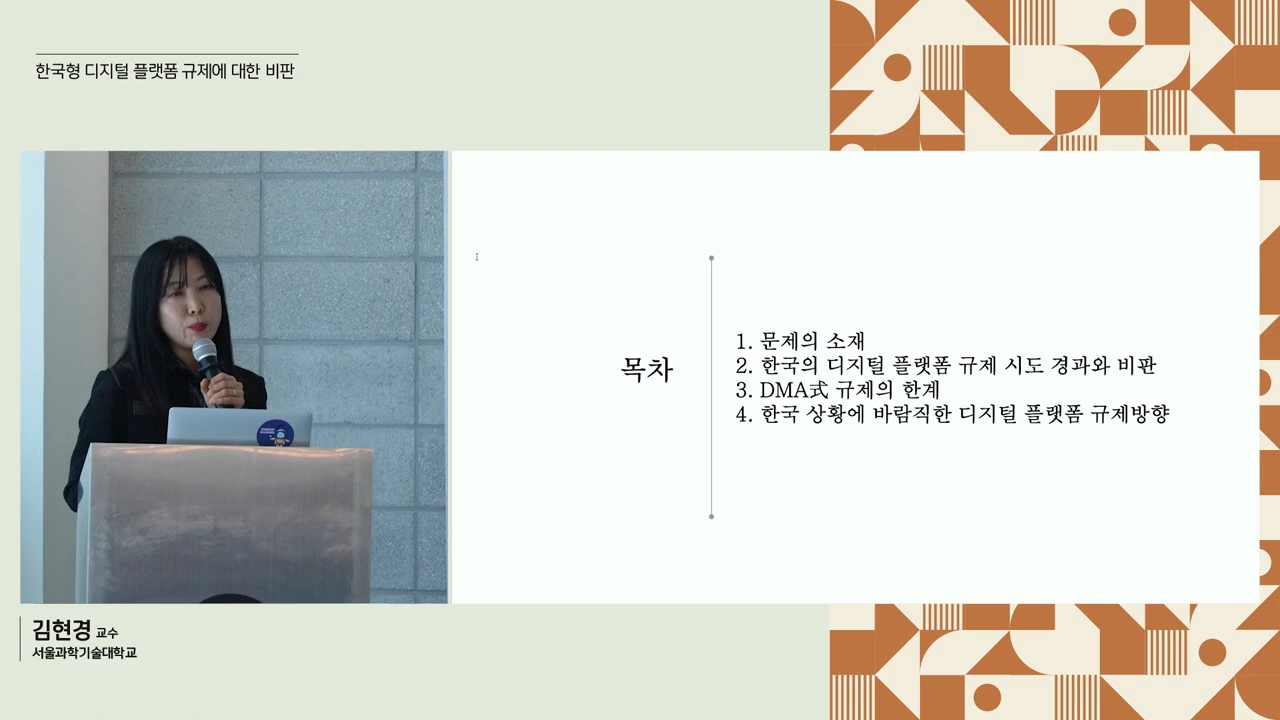 한국형 디지털 플랫폼 규제에 대한 비판
목차
1. 문제의 소재
2. 한국의 디지털 플랫폼 규제 시도 경과와 비판
3. DMA式 규제의 한계
4. 한국 상황에 바람직한 디지털 플랫폼 규제방향
김현경 교수
서울과학기술대학교